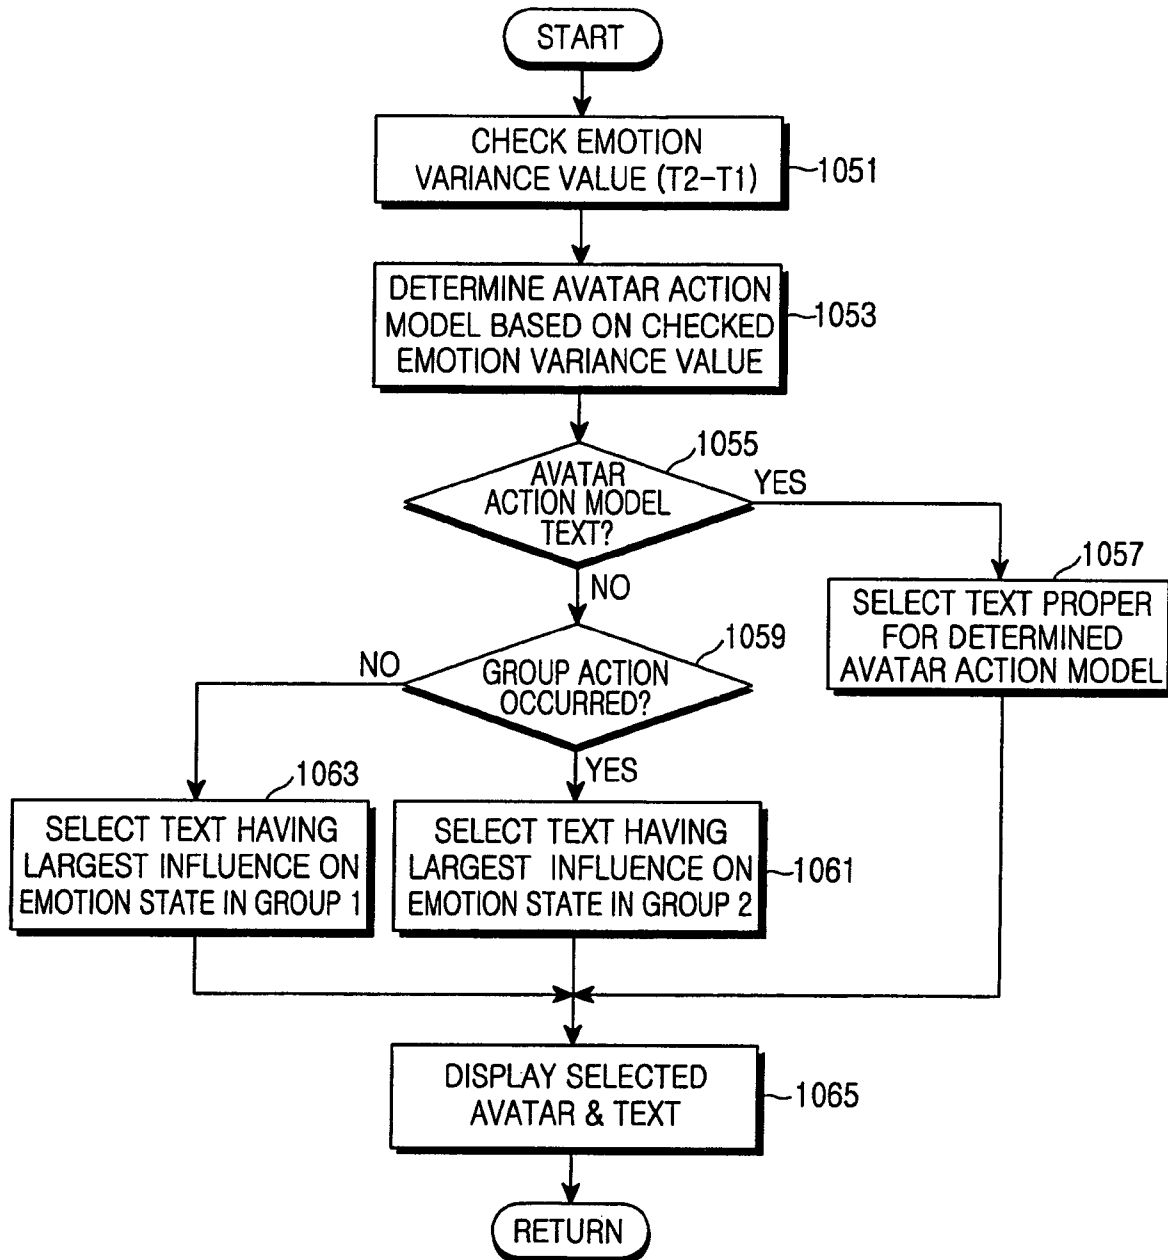 START
CHECK EMOTION
VARIANCE VALUE (T2-T1)
1051
DETERMINE AVATAR ACTION
MODEL BASED ON CHECKED
EMOTION VARIANCE VALUE
1053
1055
AVATAR
ACTION MODEL
TEXT?
YES
NO
1057
SELECT TEXT PROPER
FOR DETERMINED
AVATAR ACTION MODEL
1059
GROUP ACTION
OCCURRED?
NO
YES
1063
SELECT TEXT HAVING
LARGEST INFLUENCE ON
EMOTION STATE IN GROUP 1
SELECT TEXT HAVING
LARGEST INFLUENCE ON
EMOTION STATE IN GROUP 2
1061
DISPLAY SELECTED
AVATAR & TEXT
1065
RETURN